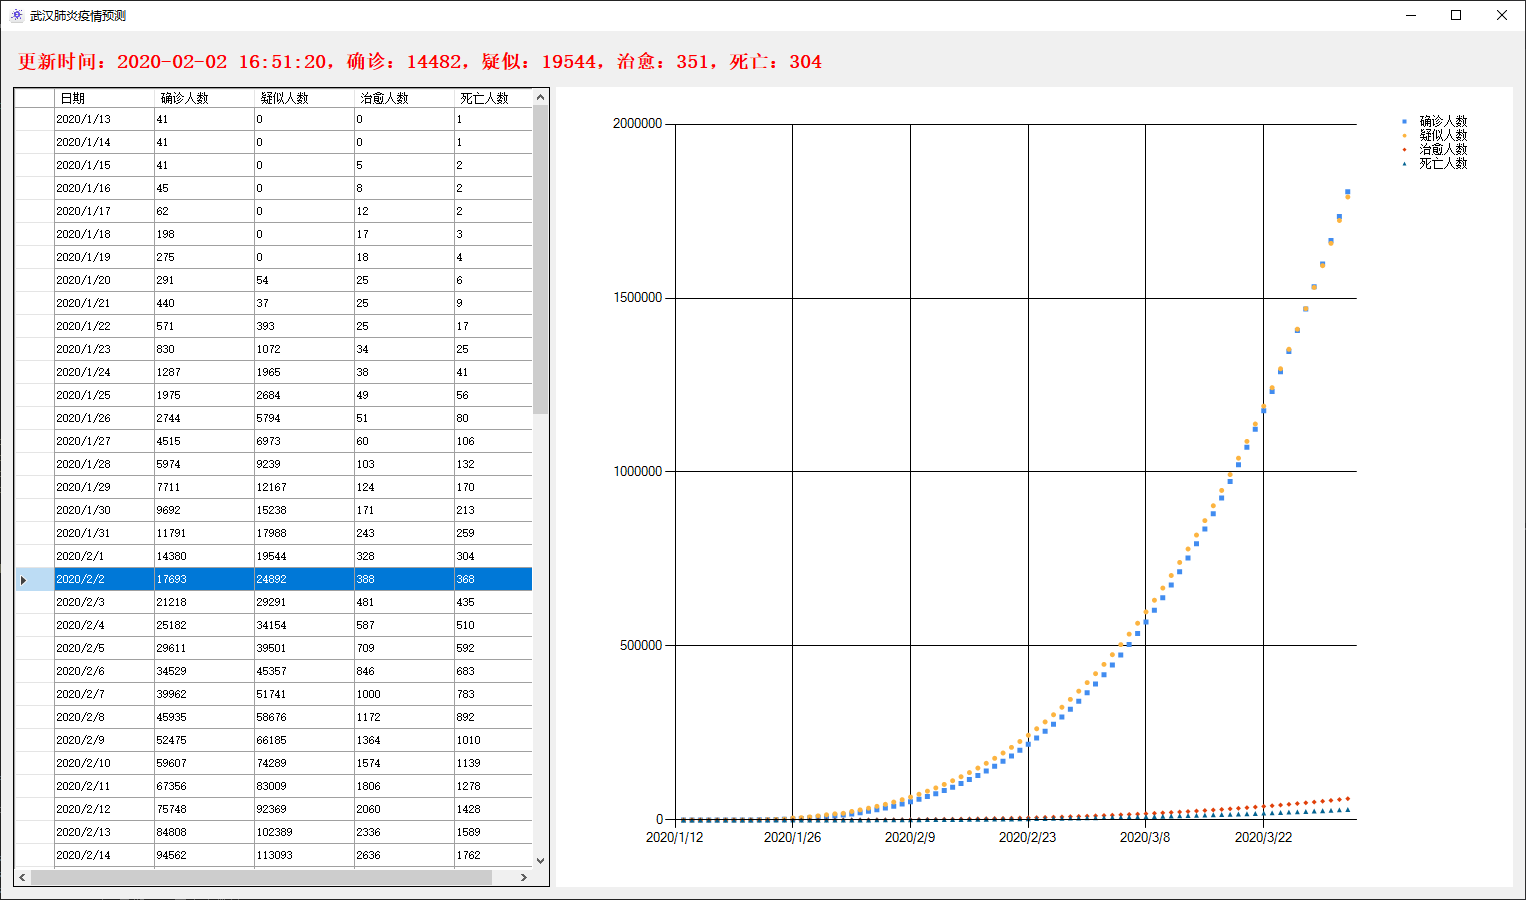 武汉肺炎疫情预测
更新时间：2020-02-02 16:51:20，确诊：14482，疑似：19544，治愈：351，死亡：304
日期 确诊人数 疑似人数 治愈人数 死亡人数
2020/1/13 41 0 0 1
2020/1/14 41 0 0 1
2020/1/15 41 0 5 2
2020/1/16 45 0 8 2
2020/1/17 62 0 12 2
2020/1/18 198 0 17 3
2020/1/19 275 0 18 4
2020/1/20 291 54 25 6
2020/1/21 440 37 25 9
2020/1/22 571 393 25 17
2020/1/23 830 1072 34 25
2020/1/24 1287 1965 38 41
2020/1/25 1975 2684 49 56
2020/1/26 2744 5794 51 80
2020/1/27 4515 6973 60 106
2020/1/28 5974 9239 103 132
2020/1/29 7711 12167 124 170
2020/1/30 9692 15238 171 213
2020/1/31 11791 17988 243 259
2020/2/1 14380 19544 328 304
2020/2/2 17693 24892 388 368
2020/2/3 21218 29291 481 435
2020/2/4 25182 34154 587 510
2020/2/5 29611 39501 709 592
2020/2/6 34529 45357 846 683
2020/2/7 39962 51741 1000 783
2020/2/8 45935 58676 1172 892
2020/2/9 52475 66185 1364 1010
2020/2/10 59607 74289 1574 1139
2020/2/11 67356 83009 1806 1278
2020/2/12 75748 92369 2060 1428
2020/2/13 84808 102389 2336 1589
2020/2/14 94562 113093 2636 1762
2000000
1500000
1000000
500000
0
2020/1/12 2020/1/26 2020/2/9 2020/2/23 2020/3/8 2020/3/22
确诊人数
疑似人数
治愈人数
死亡人数